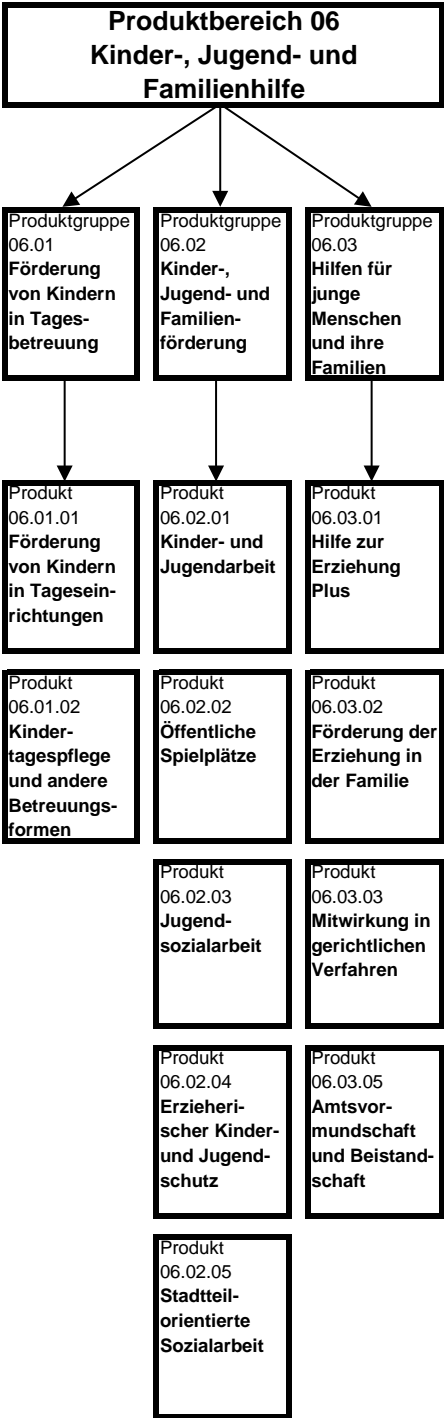 Produktbereich 06
Kinder-, Jugend- und
Familienhilfe
Produktgruppe
06.01
Förderung
von Kindern
in Tages-
betreuung
Produktgruppe
06.02
Kinder-,
Jugend- und
Familien-
förderung
Produktgruppe
06.03
Hilfen für
junge
Menschen
und ihre
Familien
Produkt
06.01.01
Förderung
von Kindern
in Tagesein-
richtungen
Produkt
06.02.01
Kinder- und
Jugendarbeit
Produkt
06.03.01
Hilfe zur
Erziehung
Plus
Produkt
06.01.02
Kinder-
tagespflege
und andere
Betreuungs-
formen
Produkt
06.02.02
Öffentliche
Spielplätze
Produkt
06.03.02
Förderung der
Erziehung in
der Familie
Produkt
06.02.03
Jugend-
sozialarbeit
Produkt
06.03.03
Mitwirkung in
gerichtlichen
Verfahren
Produkt
06.02.04
Erzieheri-
scher Kinder-
und Jugend-
schutz
Produkt
06.03.05
Amtsvor-
mundschaft
und Beistand-
schaft
Produkt
06.02.05
Stadtteil-
orientierte
Sozialarbeit